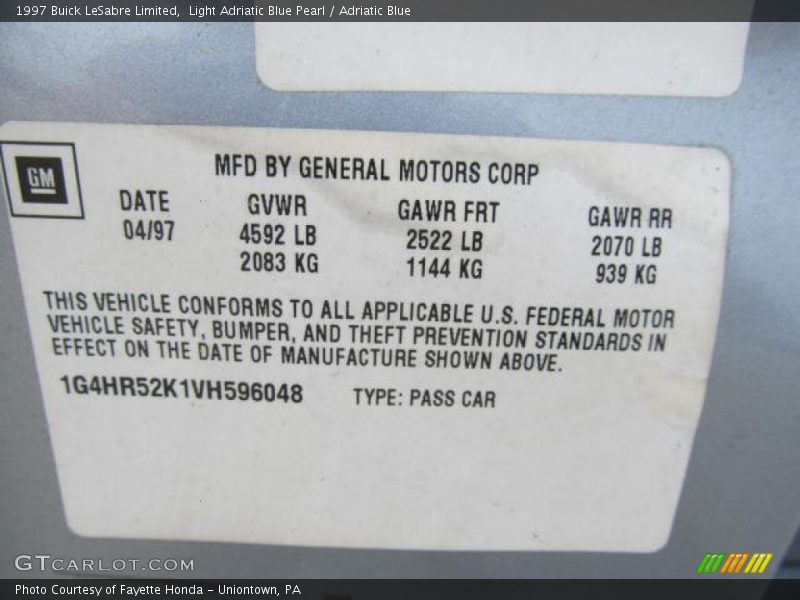 1997 Buick LeSabre Limited,  Light Adriatic Blue Pearl / Adriatic Blue
GM
MFD BY GENERAL MOTORS CORP
DATE GVWR GAWR FRT GAWR RR
04/97 4592 LB 2522 LB 2070 LB
2083 KG 1144 KG 939 KG
THIS VEHICLE CONFORMS TO ALL APPLICABLE U.S. FEDERAL MOTOR
VEHICLE SAFETY, BUMPER, AND THEFT PREVENTION STANDARDS IN
EFFECT ON THE DATE OF MANUFACTURE SHOWN ABOVE.
1G4HR52K1VH596048 TYPE: PASS CAR
GTCARLOT.COM
Photo Courtesy of Fayette Honda - Uniontown, PA